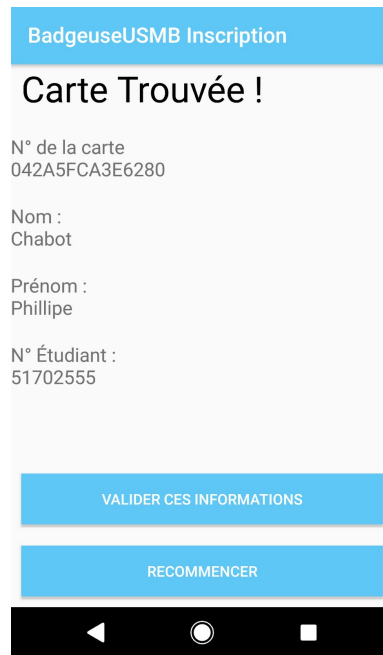 BadgeuseUSMB Inscription
Carte Trouvée !
N° de la carte
042A5FCA3E6280
Nom :
Chabot
Prénom :
Phillipe
N° Étudiant :
51702555
VALIDER CES INFORMATIONS
RECOMMENCER